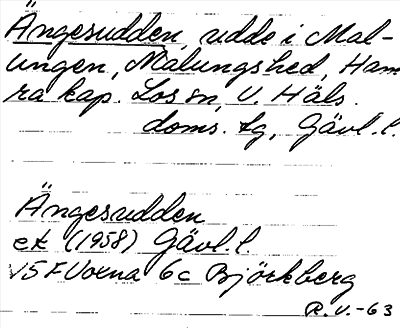 Ängesudden, udde i Mal-
ungen, Malungshed, Ham
ra kap. Los sn, V. Häls.
doms. tg, Gävl. l.
Ängesudden
ek (1958) Gävl. l.
V5 F Voxna 6c Björkberg
R. V. -63